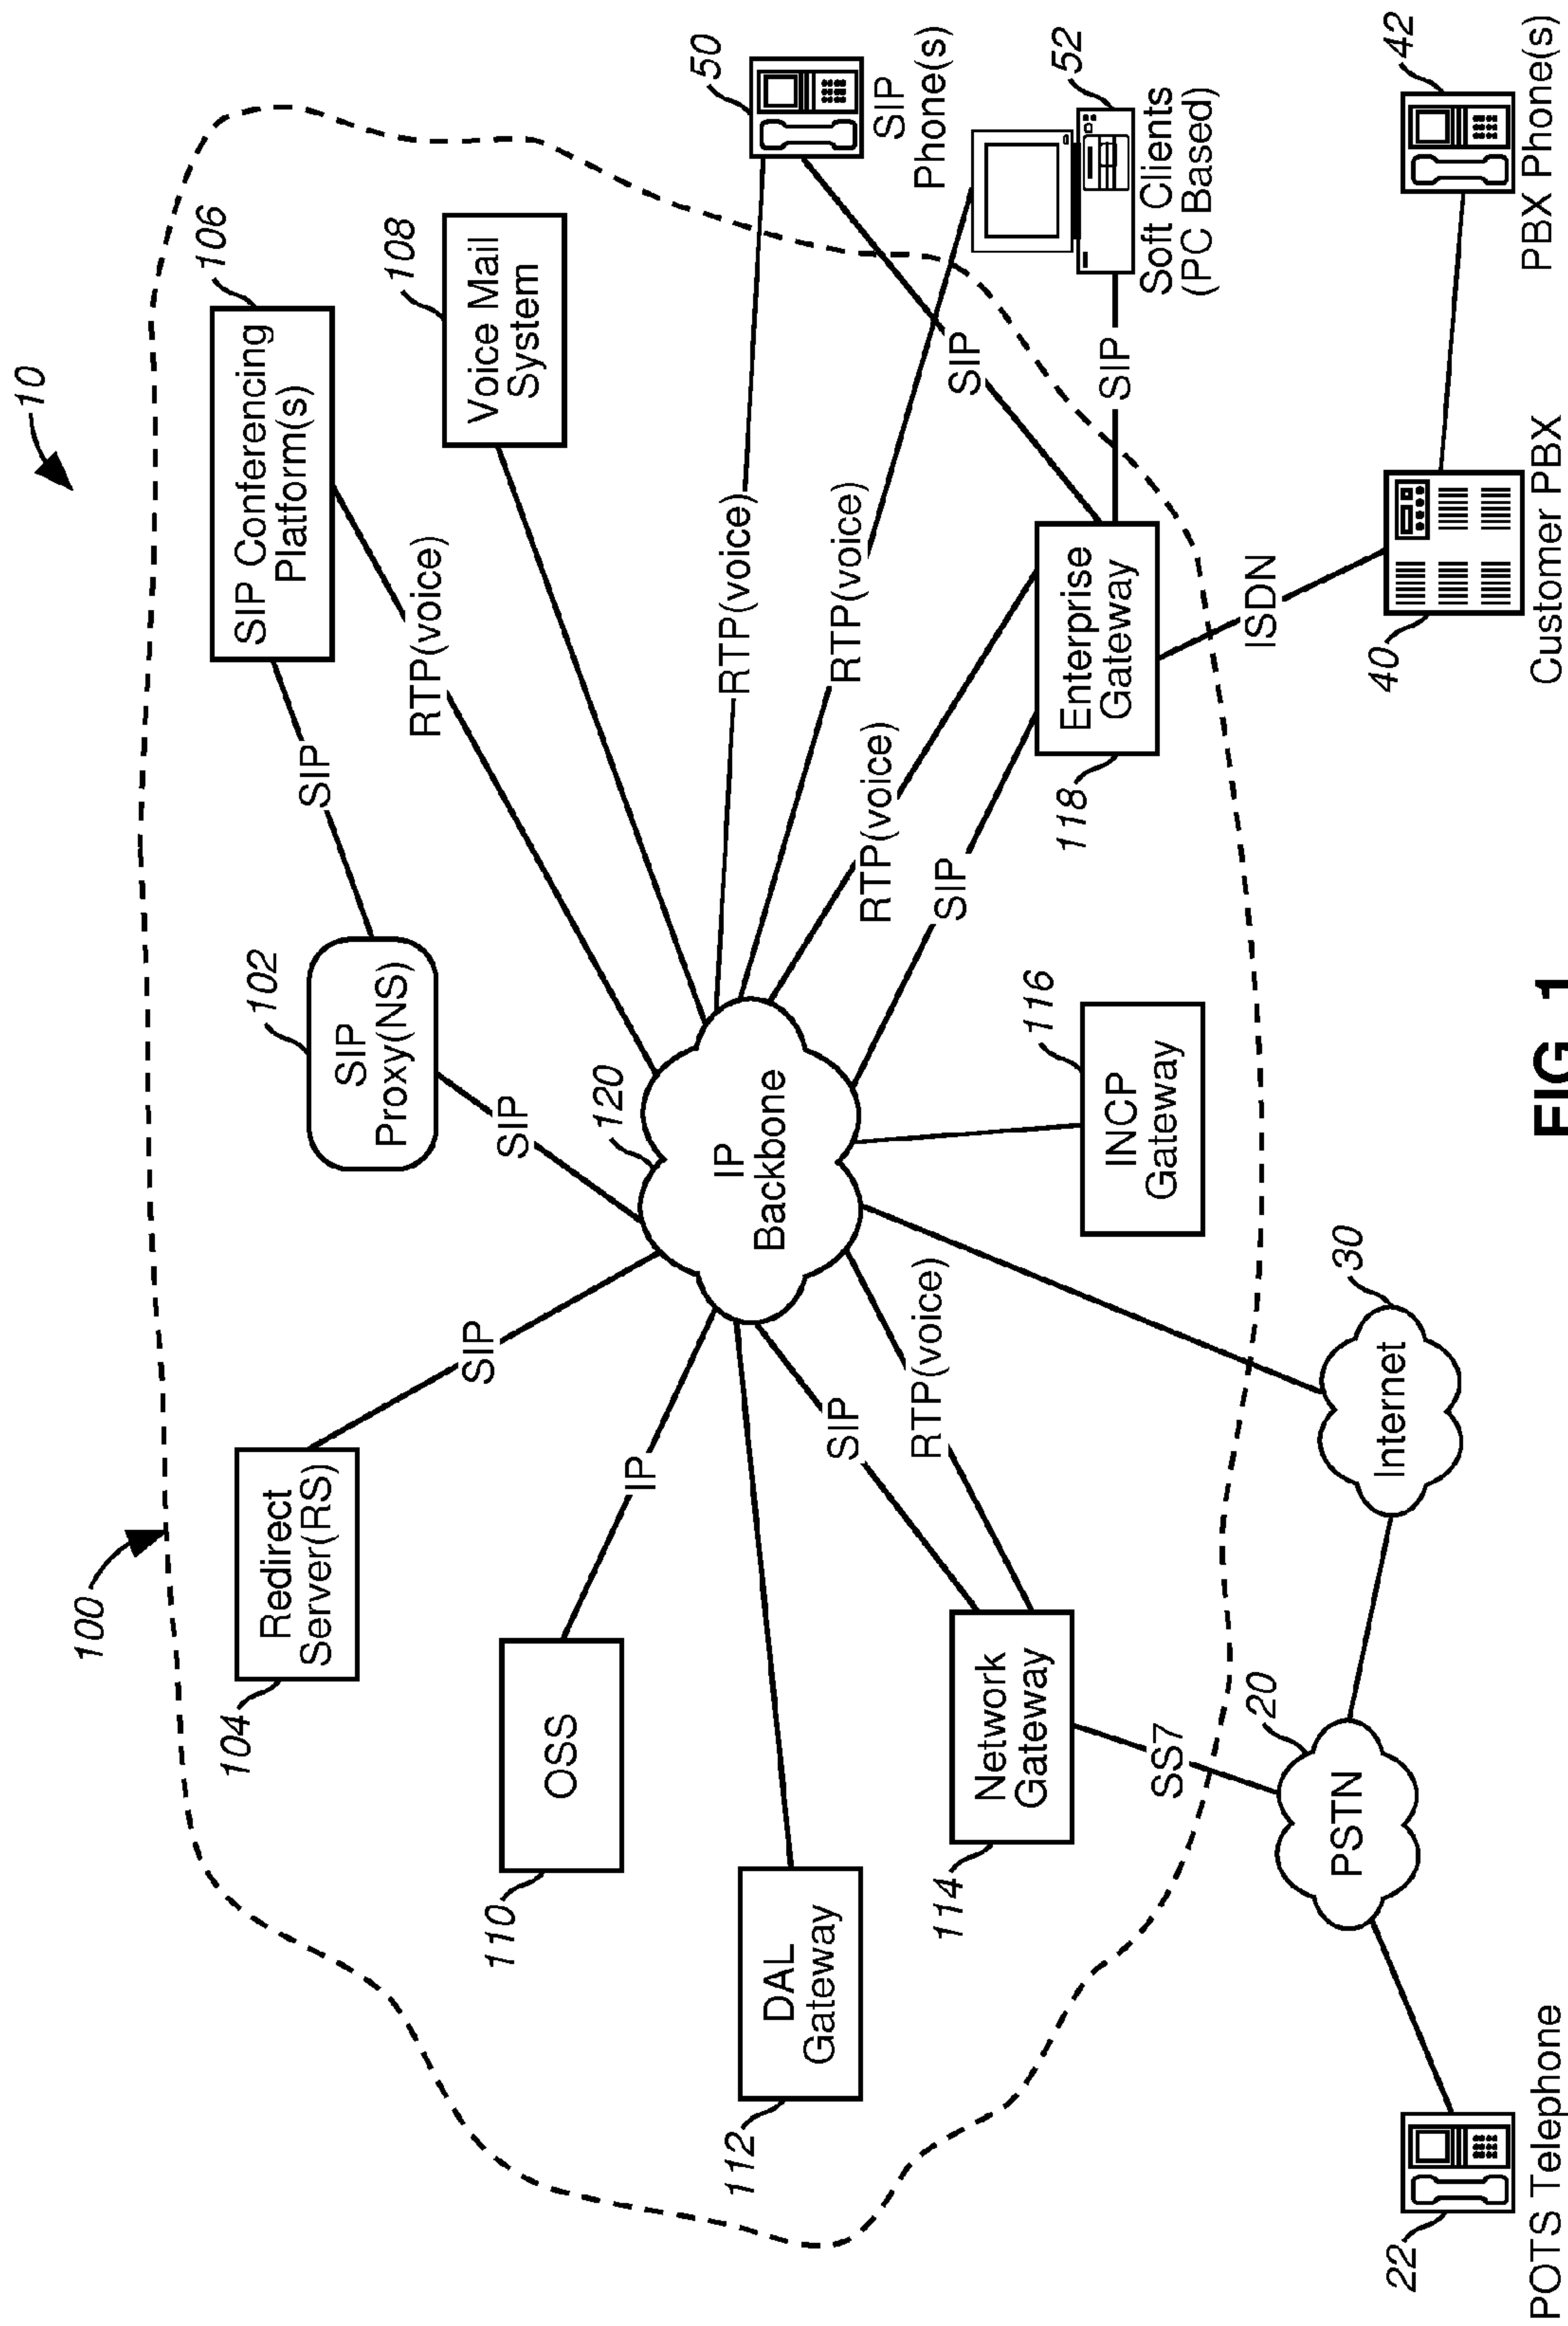 10
100
106
SIP Conferencing
Platform(s)
108
Voice Mail
System
SIP
RTP(voice)
102
SIP
Proxy(NS)
SIP
104
Redirect
Server(RS)
SIP
110
OSS
IP
120
IP
Backbone
50
SIP
Phone(s)
RTP(voice)
52
Soft Clients
(PC Based)
RTP(voice)
SIP
SIP
RTP(voice)
SIP
Enterprise
Gateway
118
112
DAL
Gateway
114
Network
Gateway
SIP
RTP(voice)
116
INCP
Gateway
SS7
ISDN
20
PSTN
30
Internet
22
POTS Telephone
40
Customer PBX
42
PBX Phone(s)
FIG. 1